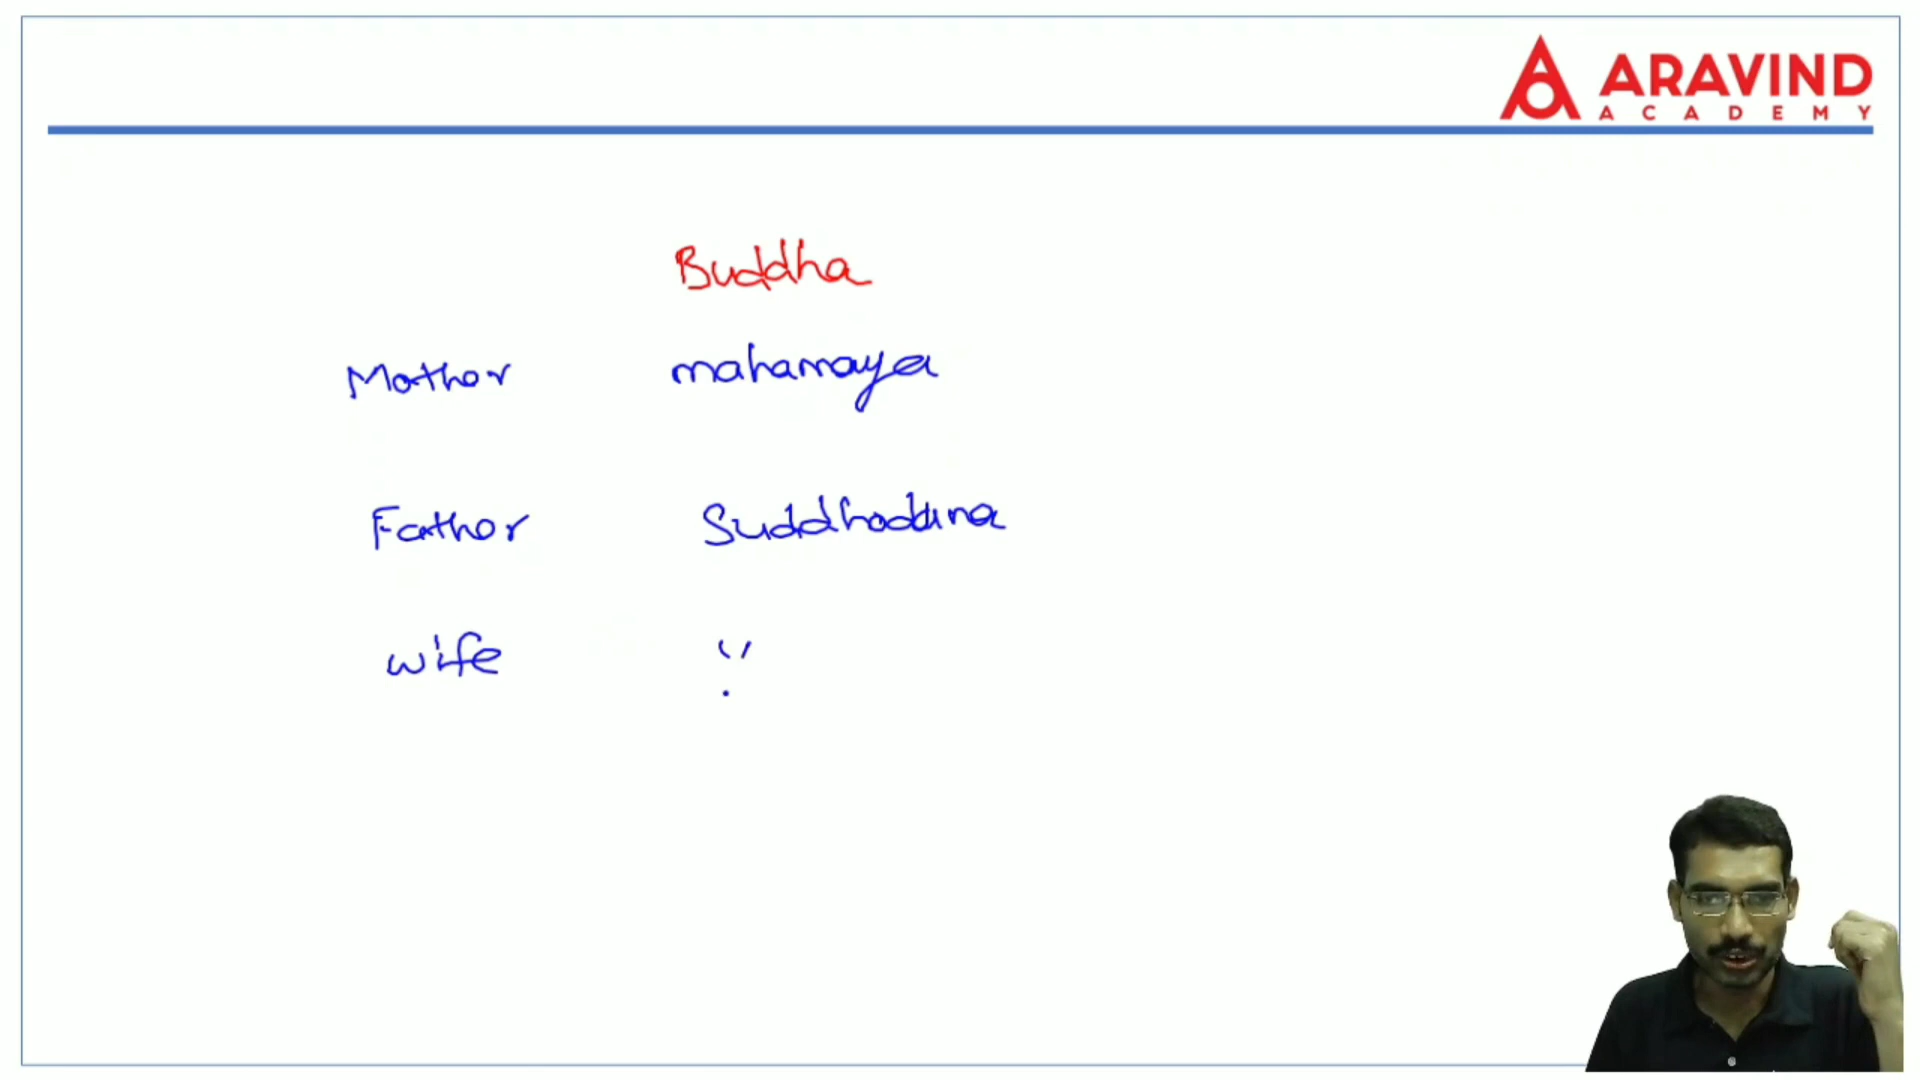 ARAVIND
ACADEMY
Buddha
Mother mahamaya
Father Suddhodana
wife